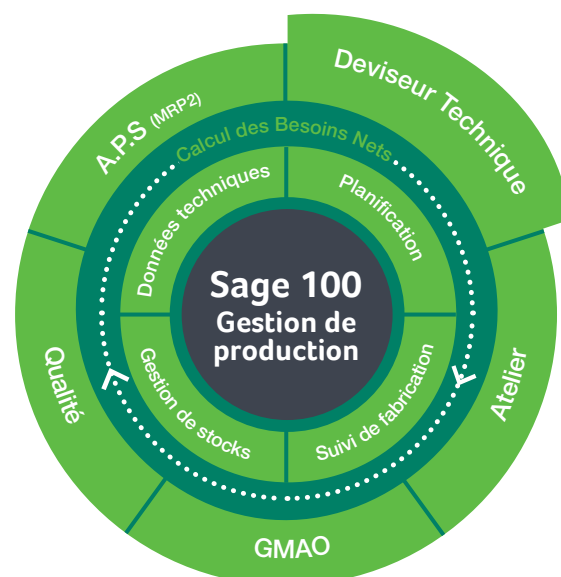 Deviseur Technique
A.P.S (MRP2)
Calcul des Besoins Nets
Données techniques
Planification
Sage 100
Gestion de
production
Qualité
Gestion de stocks
Suivi de fabrication
Atelier
GMAO